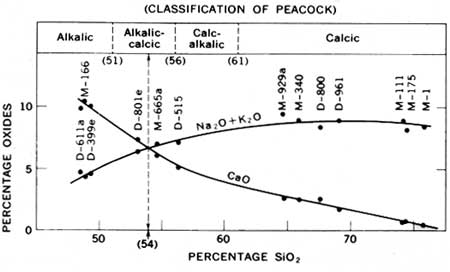 (CLASSIFICATION OF PEACOCK)
Alkalic
Alkalic-
calcic
Calc-
alkalic
Calcic
(51)
(56)
(61)
M-166
D-611a
D-399e
D-801e
M-665a
D-515
M-929a
M-340
D-800
D-961
M-111
M-175
M-1
Na2O+K2O
CaO
PERCENTAGE OXIDES
10
5
0
50
(54)
60
70
PERCENTAGE SiO2